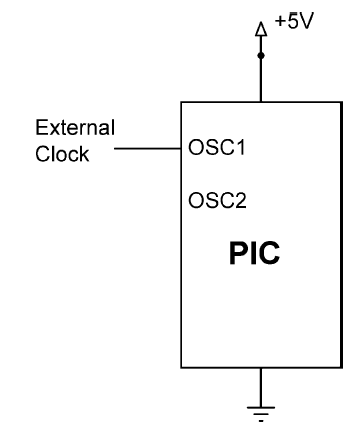 +5V
External
Clock
OSC1
OSC2
PIC